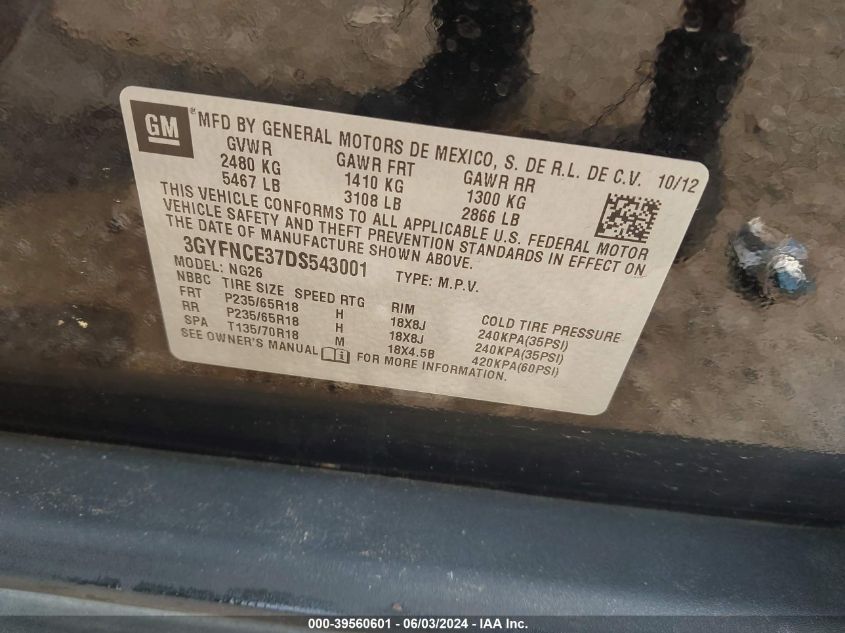 GM ® MFD BY GENERAL MOTORS DE MEXICO, S. DE R.L. DE C.V. 10/12
GVWR GAWR FRT GAWR RR
2480 KG 1410 KG 1300 KG
5467 LB 3108 LB 2866 LB
THIS VEHICLE CONFORMS TO ALL APPLICABLE U.S. FEDERAL MOTOR
VEHICLE SAFETY AND THEFT PREVENTION STANDARDS IN EFFECT ON
THE DATE OF MANUFACTURE SHOWN ABOVE.
3GYFNCE37DS543001 TYPE: M.P.V.
MODEL: NG26
NBBC TIRE SIZE SPEED RTG RIM COLD TIRE PRESSURE
FRT P235/65R18 H 18X8J 240KPA(35PSI)
RR P235/65R18 H 18X8J 240KPA(35PSI)
SPA T135/70R18 M 18X4.5B 420KPA(60PSI)
SEE OWNER'S MANUAL i FOR MORE INFORMATION.
000-39560601 - 06/03/2024 - IAA Inc.